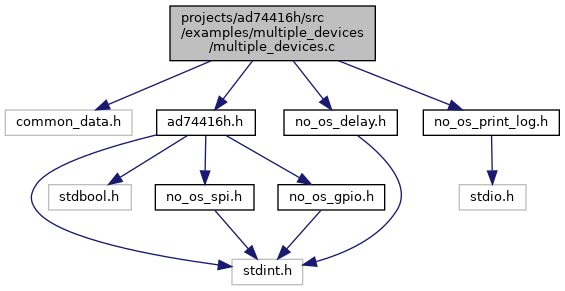 projects/ad74416h/src
/examples/multiple_devices
/multiple_devices.c
common_data.h
ad74416h.h
no_os_delay.h
no_os_print_log.h
stdbool.h
no_os_spi.h
no_os_gpio.h
stdio.h
stdint.h